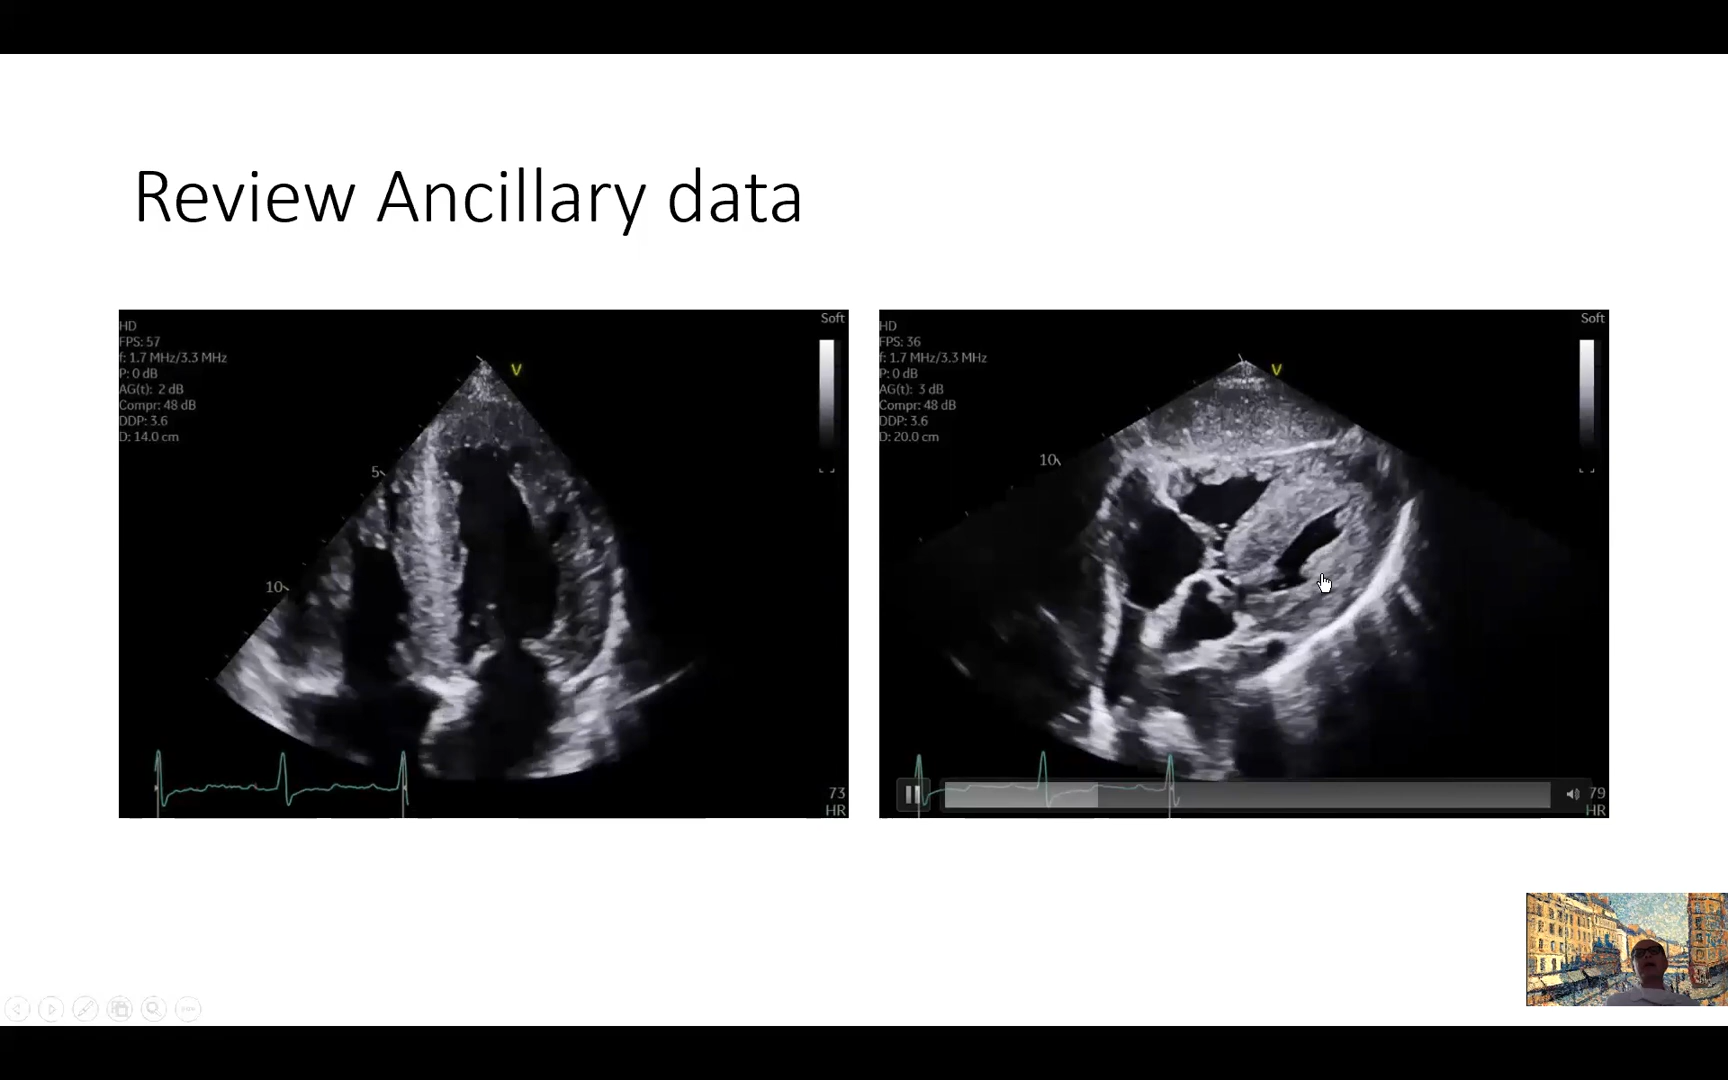 Review Ancillary data
HD
FPS: 57
f: 1.7 MHz/3.3 MHz
P: 0 dB
AG(t): 2 dB
Compr: 48 dB
DDP: 3.6
D: 14.0 cm
Soft
V
5
10
73
HR
HD
FPS: 36
f: 1.7 MHz/3.3 MHz
P: 0 dB
AG(t): 3 dB
Compr: 48 dB
DDP: 3.6
D: 20.0 cm
Soft
V
10
79
HR